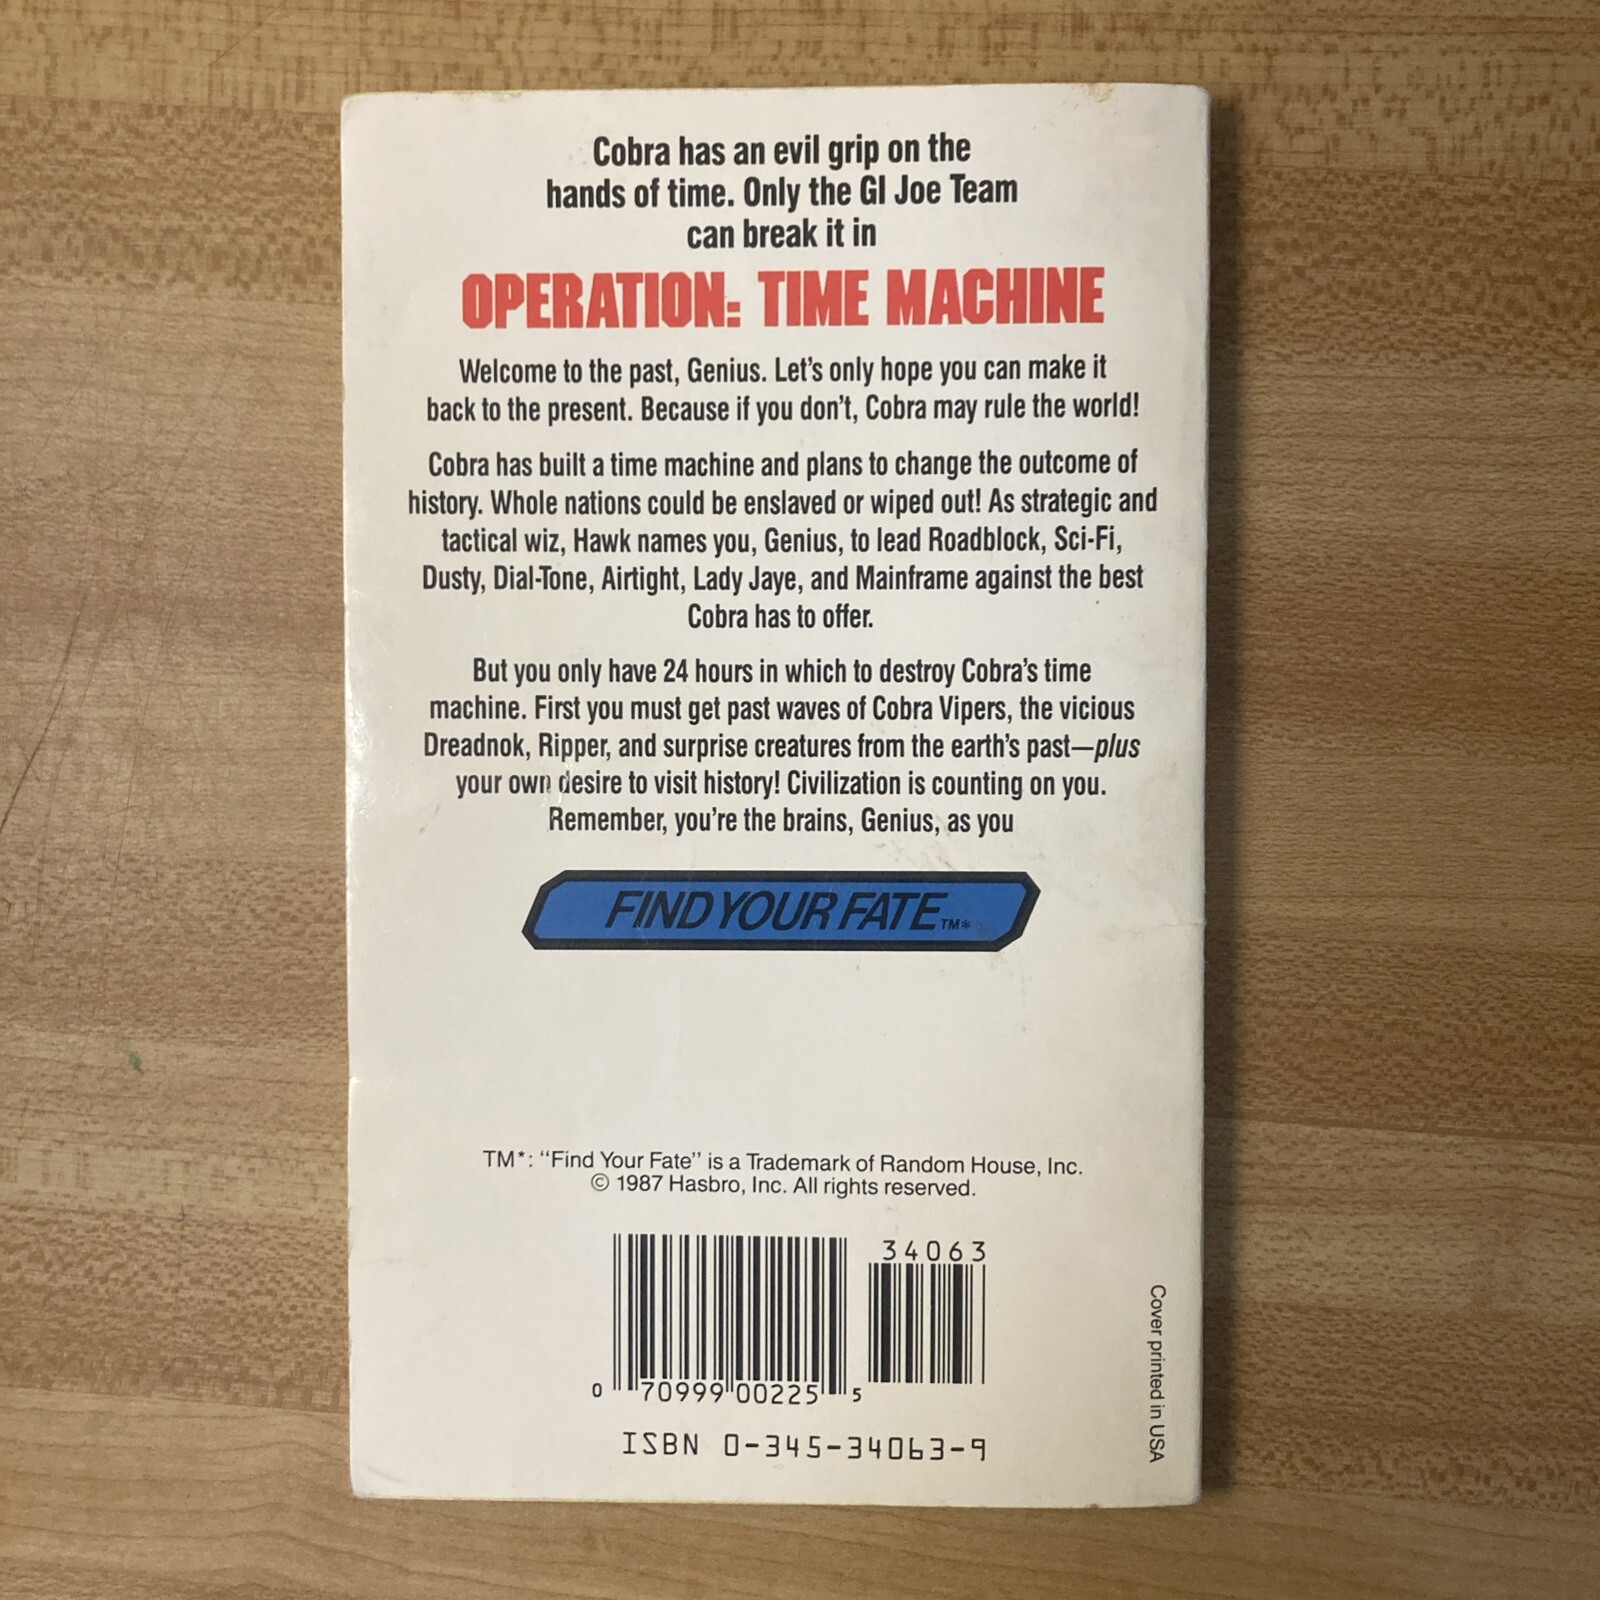 Cobra has an evil grip on the
hands of time. Only the GI Joe Team
can break it in
OPERATION: TIME MACHINE
Welcome to the past, Genius. Let's only hope you can make it
back to the present. Because if you don't, Cobra may rule the world!
Cobra has built a time machine and plans to change the outcome of
history. Whole nations could be enslaved or wiped out! As strategic and
tactical wiz, Hawk names you, Genius, to lead Roadblock, Sci-Fi,
Dusty, Dial-Tone, Airtight, Lady Jaye, and Mainframe against the best
Cobra has to offer.
But you only have 24 hours in which to destroy Cobra's time
machine. First you must get past waves of Cobra Vipers, the vicious
Dreadnok, Ripper, and surprise creatures from the earth's past—plus
your own desire to visit history! Civilization is counting on you.
Remember, you're the brains, Genius, as you
FIND YOUR FATE TM*
TM*: "Find Your Fate" is a Trademark of Random House, Inc.
© 1987 Hasbro, Inc. All rights reserved.
34063
0 70999 00225 5
ISBN 0-345-34063-9
Cover printed in USA